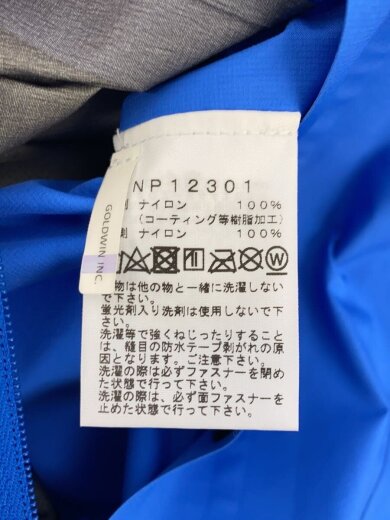 NP12301
ナイロン 100%
(コーティング等樹脂加工)
剤 ナイロン 100%
物は他の物と一緒に洗濯しない
で下さい。
蛍光剤入り洗剤は使用しないで下
さい。
洗濯等で強くねじったりすること
は、縫目の防水テープ剥がれの原
因となります。ご注意下さい。
洗濯の際は必ずファスナーを閉め
た状態で行って下さい。
洗濯の際は、必ず面ファスナーを
止めた状態で行って下さい。
GOLDWIN INC.